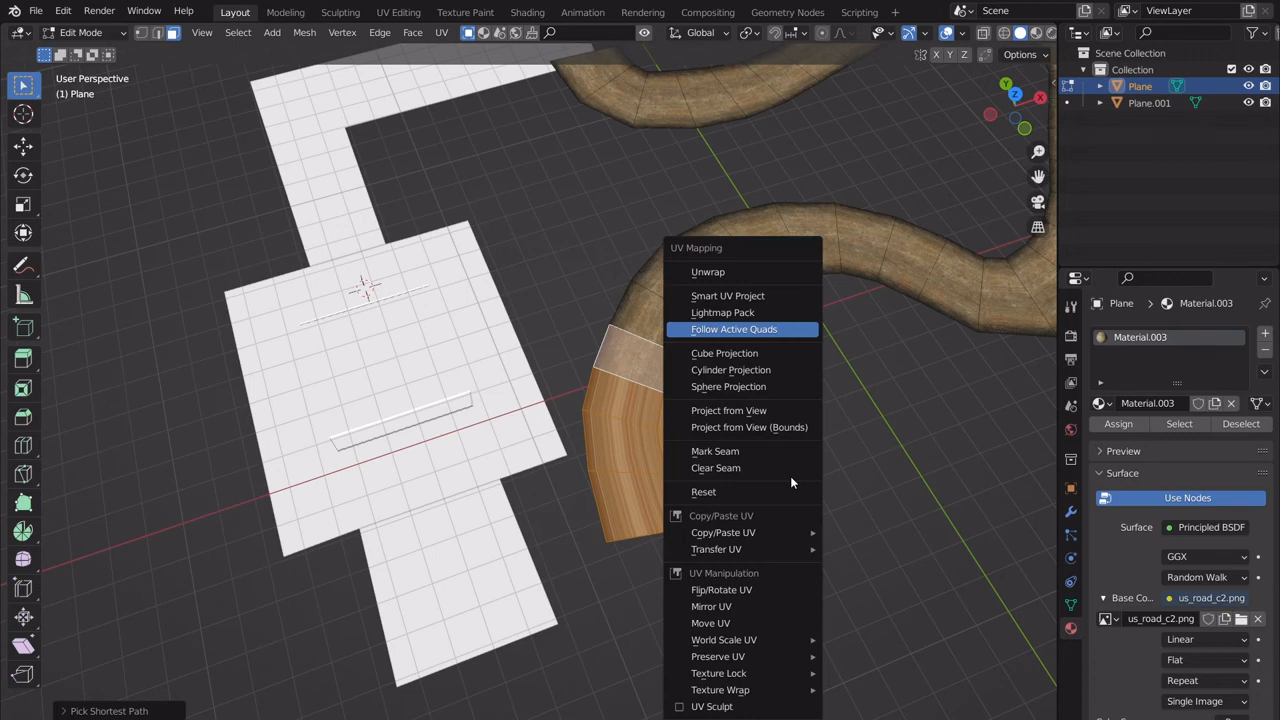 File Edit Render Window Help Layout Modeling Sculpting UV Editing Texture Paint Shading Animation Rendering Compositing Geometry Nodes Scripting + Scene ViewLayer
Edit Mode View Select Add Mesh Vertex Edge Face UV Global
X Y Z Options
User Perspective
(1) Plane
Y
Z
X
Scene Collection
Collection
Plane
Plane.001
UV Mapping
Unwrap
Smart UV Project
Lightmap Pack
Follow Active Quads
Cube Projection
Cylinder Projection
Sphere Projection
Project from View
Project from View (Bounds)
Mark Seam
Clear Seam
Reset
Copy/Paste UV
Copy/Paste UV
Transfer UV
UV Manipulation
Flip/Rotate UV
Mirror UV
Move UV
World Scale UV
Preserve UV
Texture Lock
Texture Wrap
UV Sculpt
Plane Material.003
Material.003
Material.003
Assign Select Deselect
Preview
Surface
Use Nodes
Surface Principled BSDF
GGX
Random Walk
Base Co... us_road_c2.png
us_road_c2.png
Linear
Flat
Repeat
Single Image
Pick Shortest Path